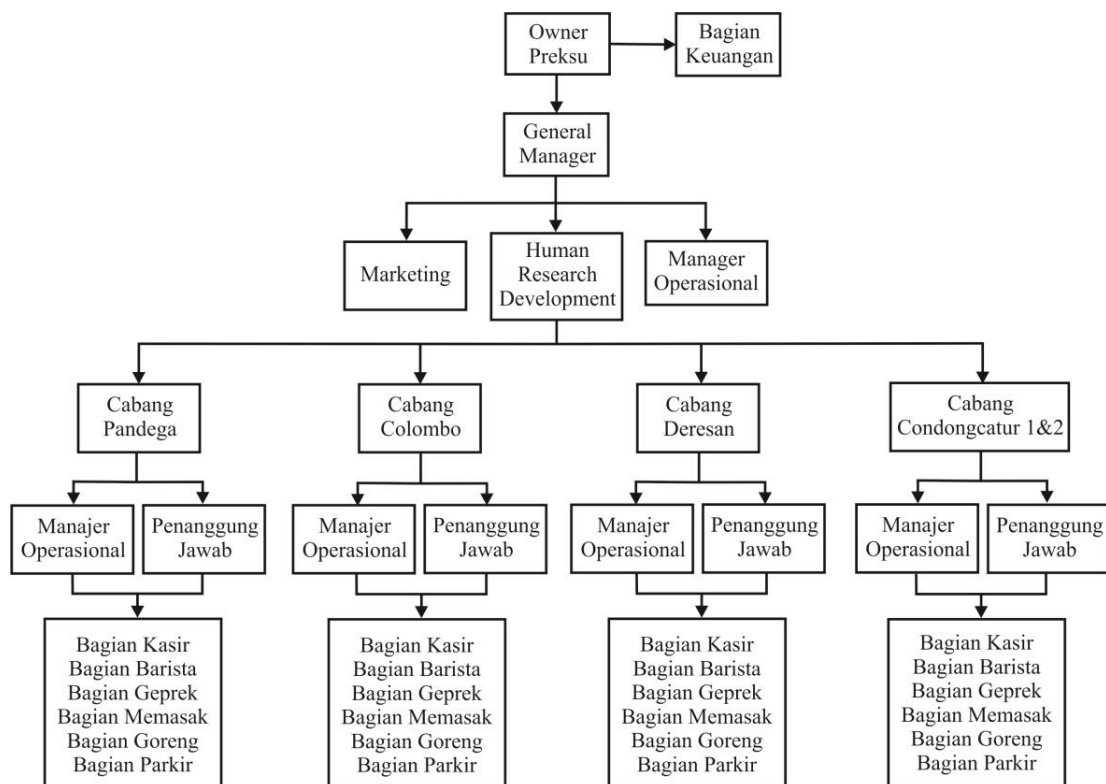 Owner
Preksu
Bagian
Keuangan
General
Manager
Marketing
Human
Research
Development
Manager
Operasional
Cabang
Pandega
Cabang
Colombo
Cabang
Deresan
Cabang
Condongcatur 1&2
Manajer
Operasional
Penanggung
Jawab
Manajer
Operasional
Penanggung
Jawab
Manajer
Operasional
Penanggung
Jawab
Manajer
Operasional
Penanggung
Jawab
Bagian Kasir
Bagian Barista
Bagian Geprek
Bagian Memasak
Bagian Goreng
Bagian Parkir
Bagian Kasir
Bagian Barista
Bagian Geprek
Bagian Memasak
Bagian Goreng
Bagian Parkir
Bagian Kasir
Bagian Barista
Bagian Geprek
Bagian Memasak
Bagian Goreng
Bagian Parkir
Bagian Kasir
Bagian Barista
Bagian Geprek
Bagian Memasak
Bagian Goreng
Bagian Parkir